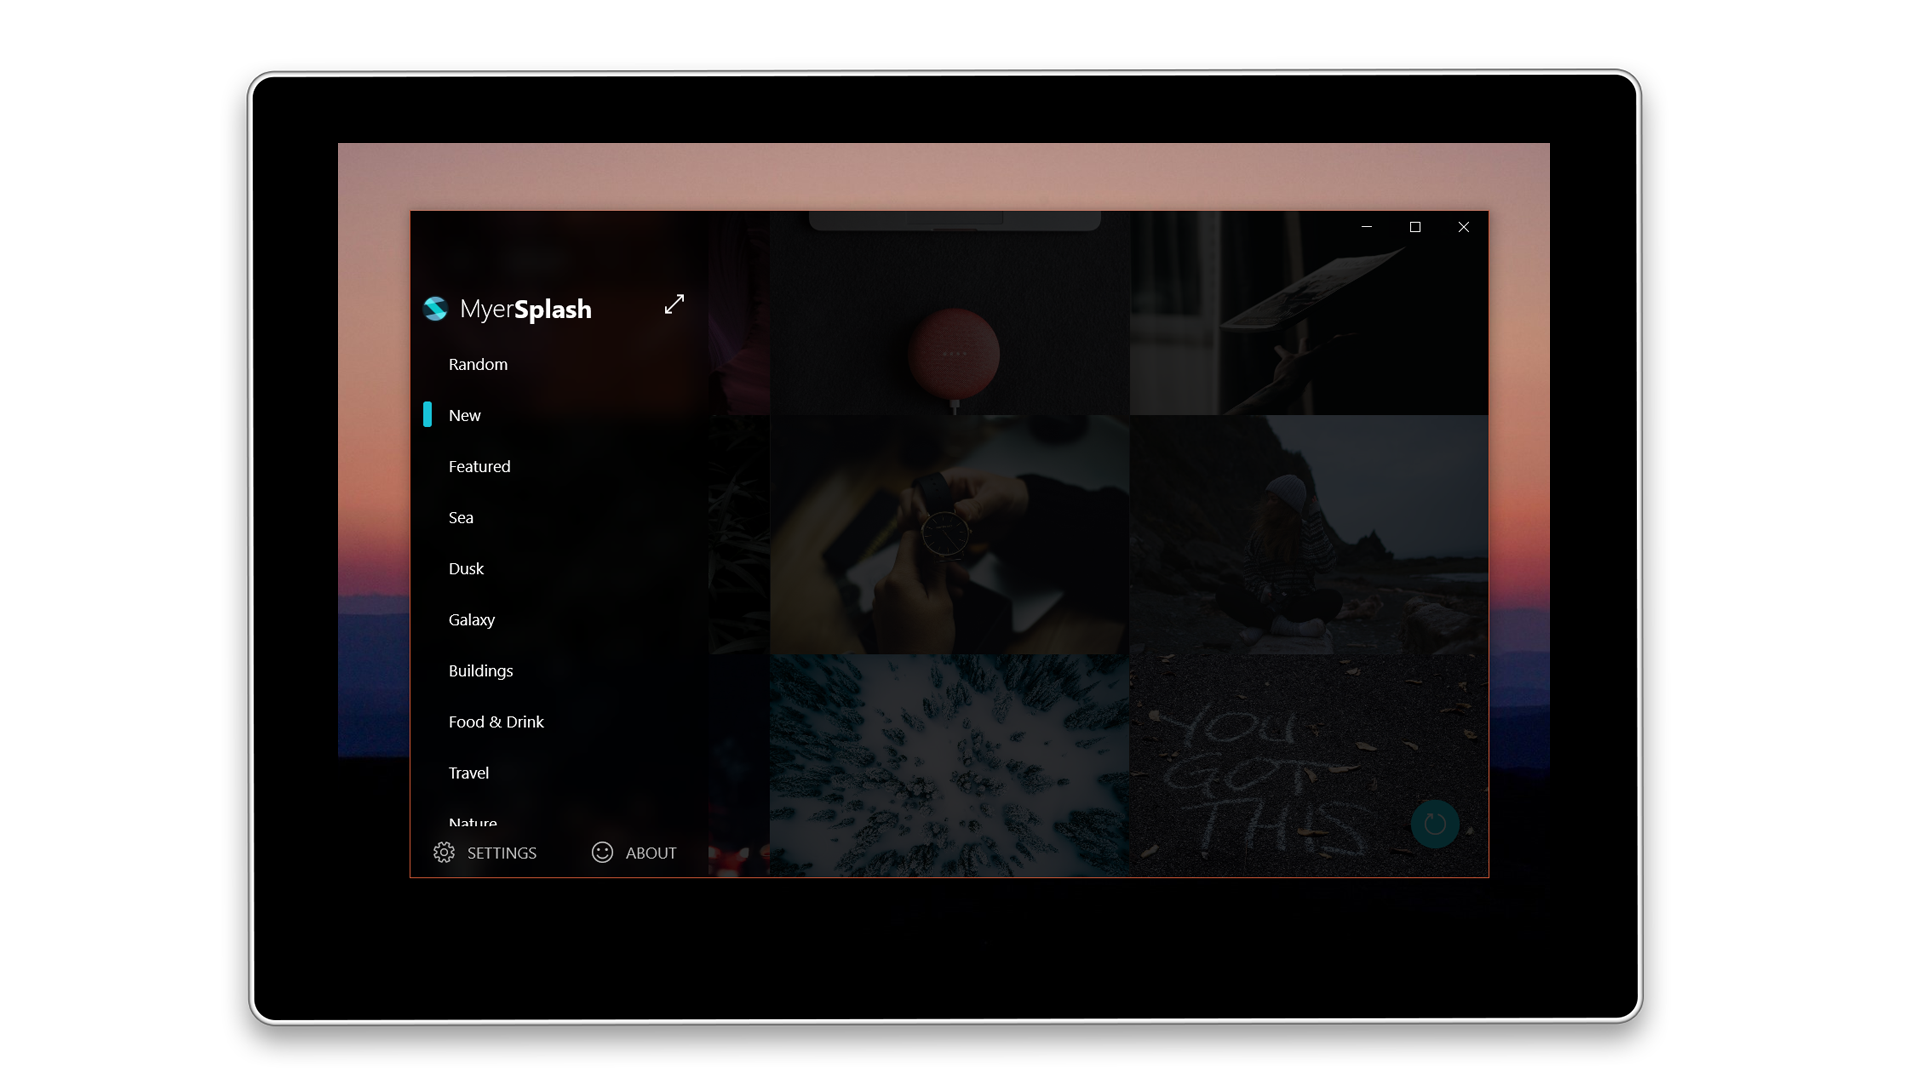 MyerSplash
Random
New
Featured
Sea
Dusk
Galaxy
Buildings
Food & Drink
Travel
Nature
SETTINGS
ABOUT
YOU
GOT
THIS